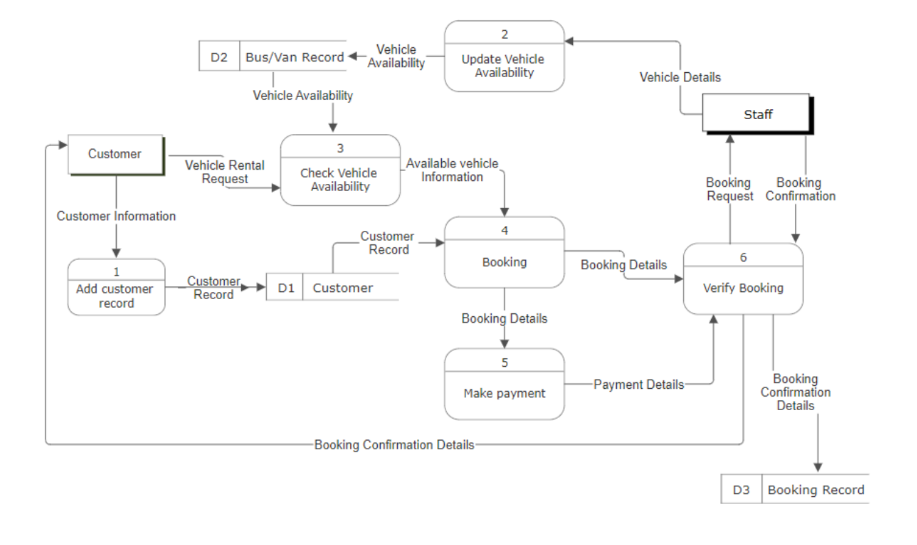 2
Update Vehicle
Availability
Vehicle
Availability
D2 Bus/Van Record
Vehicle Details
Vehicle Availability
Staff
Customer
3
Check Vehicle
Availability
Vehicle Rental
Request
Available vehicle
Information
Booking
Request
Booking
Confirmation
Customer Information
4
Booking
Customer
Record
Booking Details
6
Verify Booking
1
Add customer
record
Customer
Record
D1 Customer
Booking Details
5
Make payment
Payment Details
Booking
Confirmation
Details
Booking Confirmation Details
D3 Booking Record